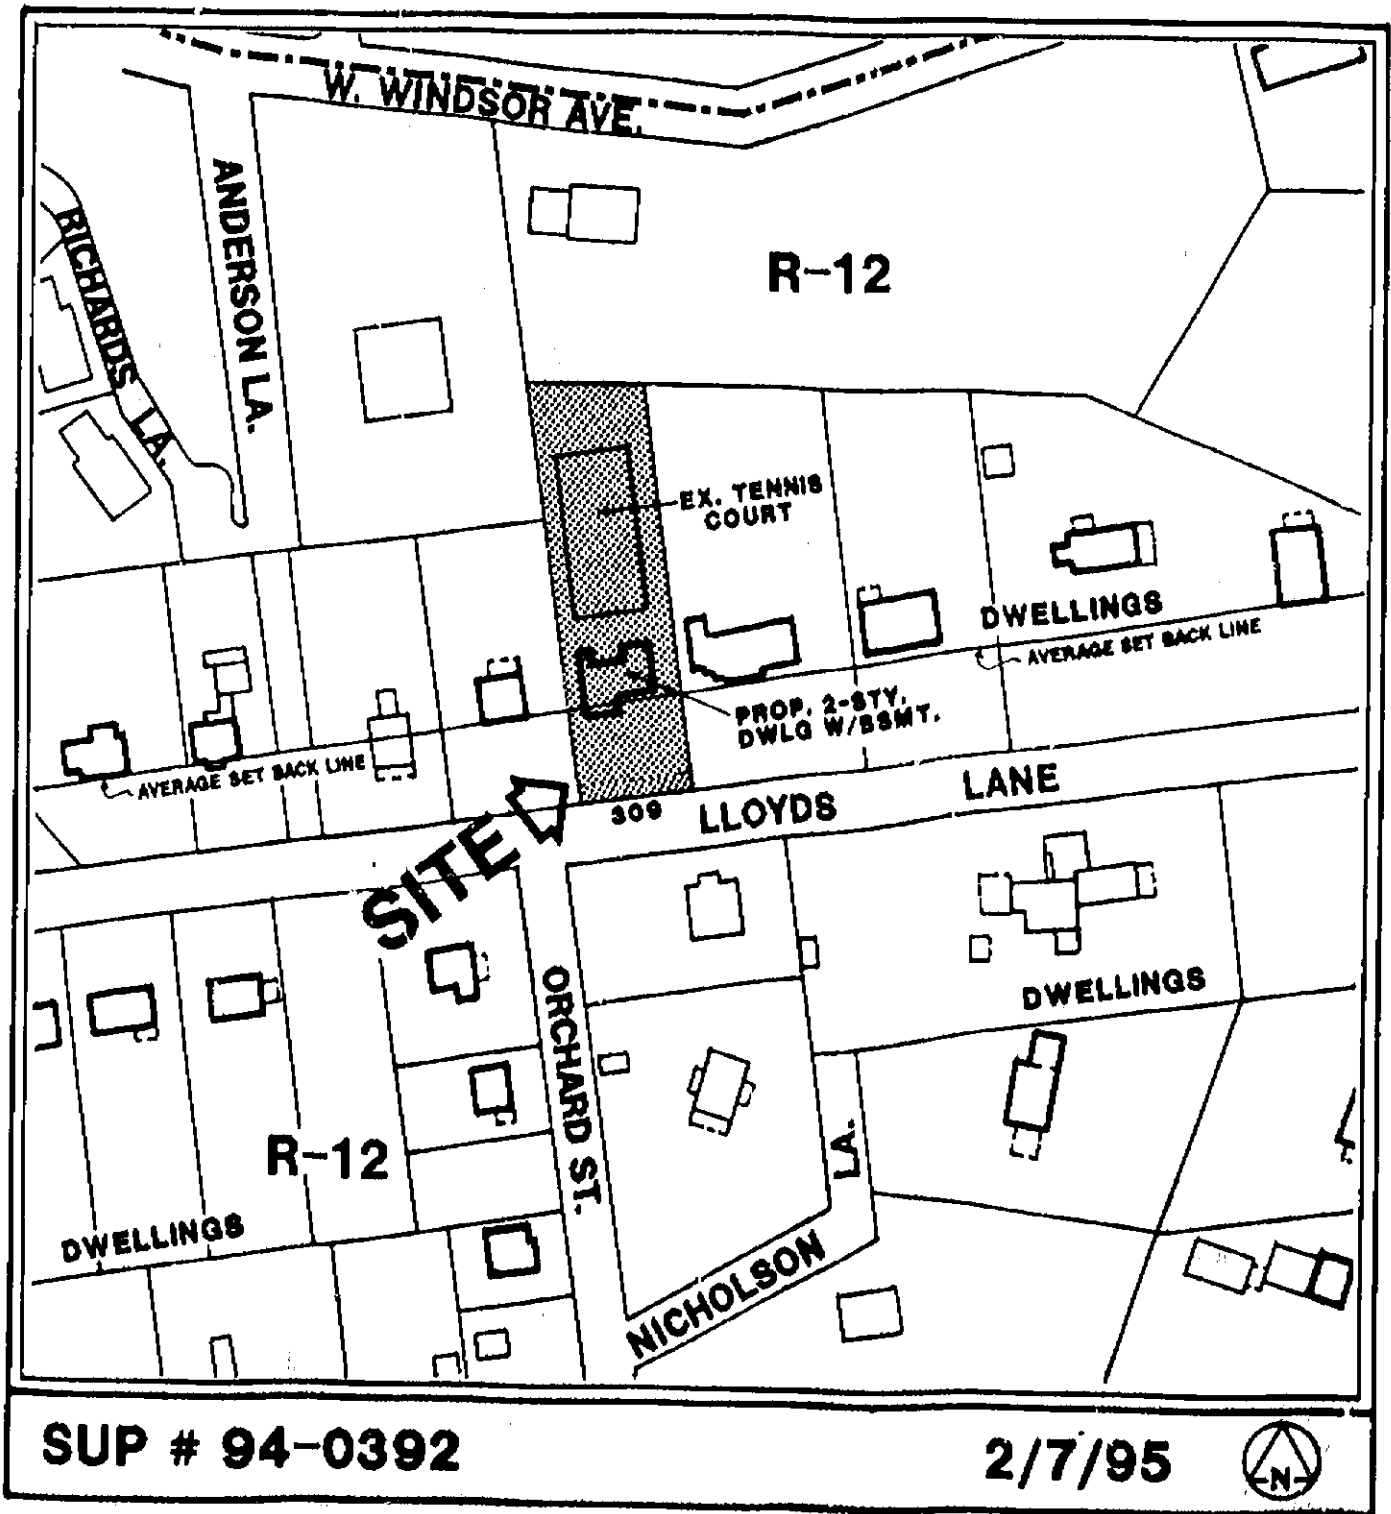 W. WINDSOR AVE.
ANDERSON LA.
RICHARDS LA.
R-12
EX. TENNIS
COURT
DWELLINGS
AVERAGE SET BACK LINE
PROP. 2-STY.
DWLG W/BSMT.
AVERAGE SET BACK LINE
SITE
309
LLOYDS LANE
DWELLINGS
ORCHARD ST.
R-12
DWELLINGS
NICHOLSON LA.
SUP # 94-0392
2/7/95
N